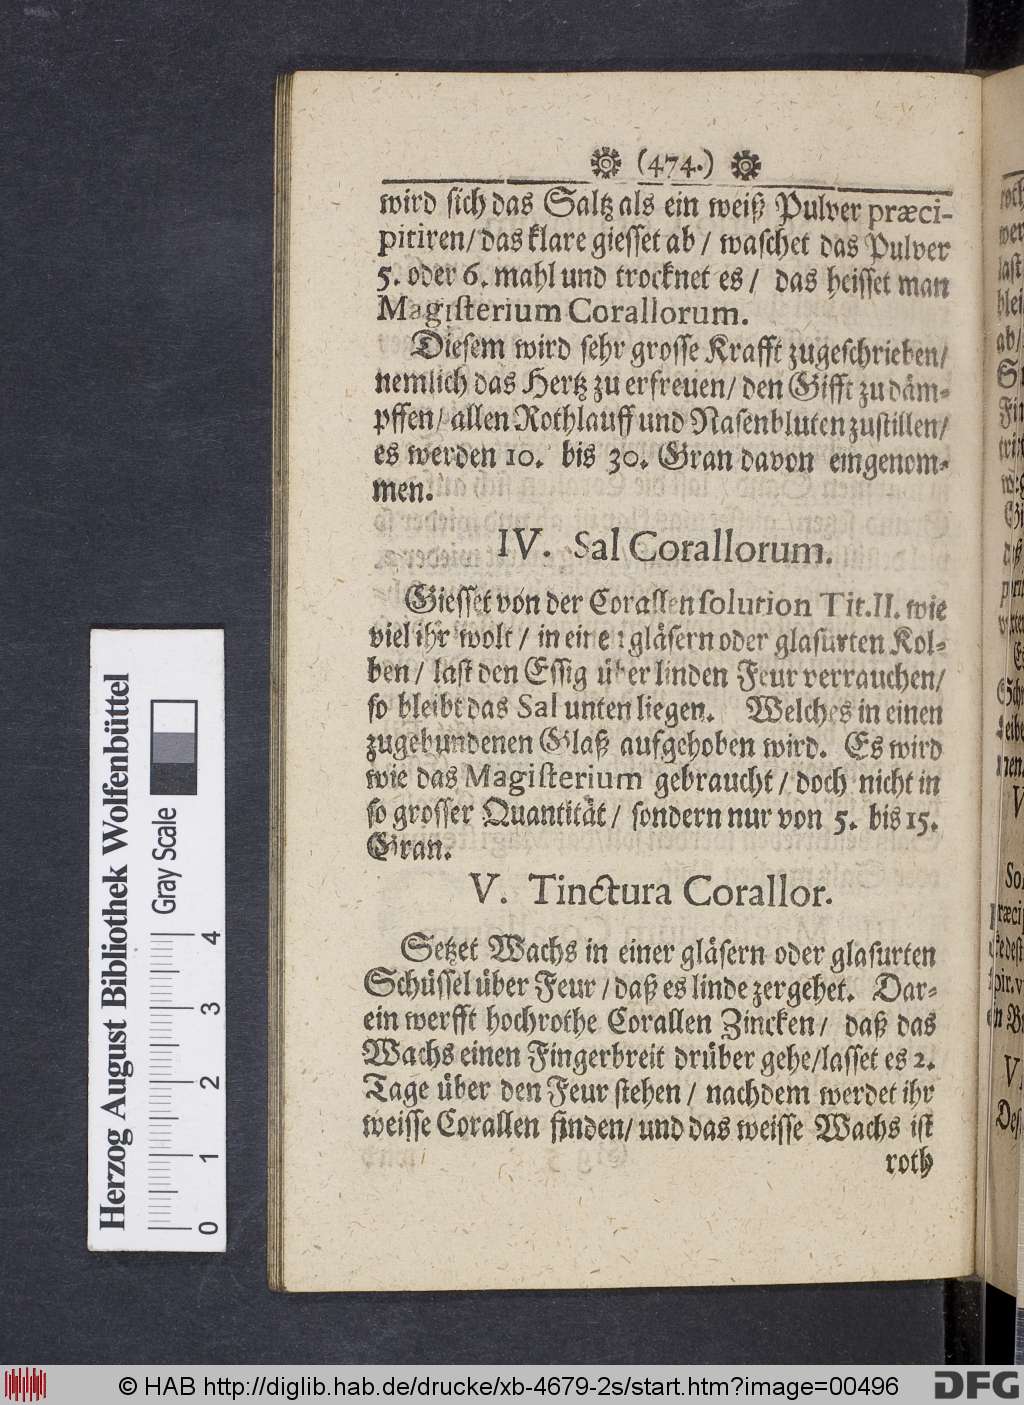 (474.)
wird sich das Saltz als ein weiß Pulver præci-
pitiren/ das klare giesset ab / waschet das Pulver
5. oder 6. mahl und trocknet es / das heisset man
Magisterium Corallorum.
Diesem wird sehr grosse Krafft zugeschrieben/
nemlich das Hertz zu erfreuen/ den Gifft zu däm-
pffen/ allen Rothlauff und Nasenbluten zustillen/
es werden 10. bis 30. Gran davon eingenom-
men.
IV. Sal Corallorum.
Giesset von der Corallen solution Tit. II. wie
viel ihr wolt / in einen gläsern oder glasurten Kol-
ben / last den Essig über linden Feur verrauchen/
so bleibt das Sal unten liegen. Welches in einen
zugebundenen Glaß aufgehoben wird. Es wird
wie das Magisterium gebraucht / doch nicht in
so grosser Quantität / sondern nur von 5. bis 15.
Gran.
V. Tinctura Corallor.
Setzet Wachs in einer gläsern oder glasurten
Schüssel über Feur / daß es linde zergehet. Dar-
ein werfft hochrothe Corallen Zincken / daß das
Wachs einen Fingerbreit drüber gehe/ lasset es 2.
Tage über den Feur stehen / nachdem werdet ihr
weisse Corallen finden/ und das weisse Wachs ist
roth
Herzog August Bibliothek Wolfenbüttel
Gray Scale
0 1 2 3 4
© HAB http://diglib.hab.de/drucke/xb-4679-2s/start.htm?image=00496
DFG